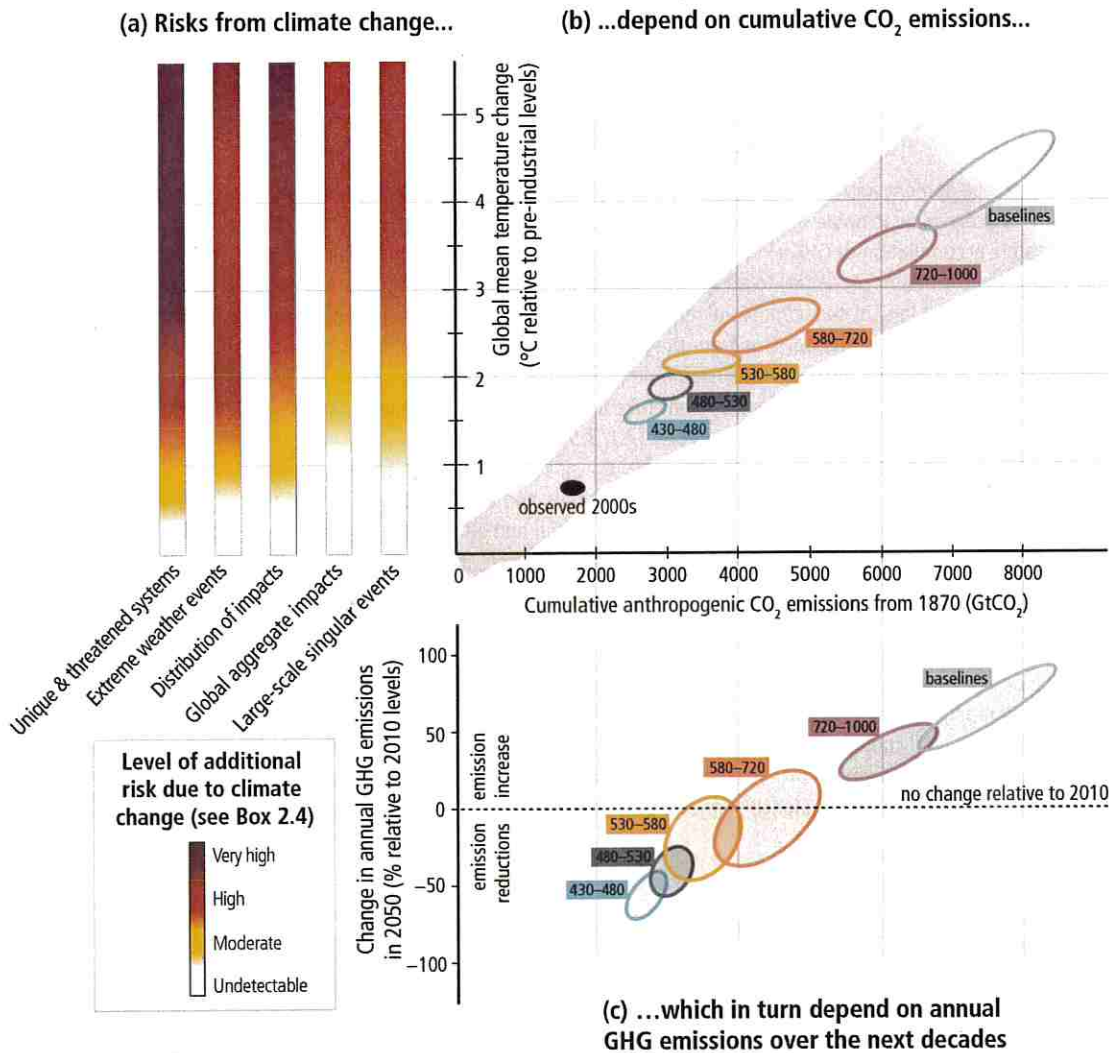 (a) Risks from climate change...
(b) ...depend on cumulative CO₂ emissions...
5
4
3
2
1
Global mean temperature change
(°C relative to pre-industrial levels)
baselines
720–1000
580–720
530–580
480–530
430–480
observed 2000s
0
1000
2000
3000
4000
5000
6000
7000
8000
Cumulative anthropogenic CO₂ emissions from 1870 (GtCO₂)
Unique & threatened systems
Extreme weather events
Distribution of impacts
Global aggregate impacts
Large-scale singular events
Level of additional
risk due to climate
change (see Box 2.4)
Very high
High
Moderate
Undetectable
Change in annual GHG emissions
in 2050 (% relative to 2010 levels)
100
50
0
−50
−100
emission
increase
emission
reductions
baselines
720–1000
580–720
no change relative to 2010
530–580
480–530
430–480
(c) ...which in turn depend on annual
GHG emissions over the next decades